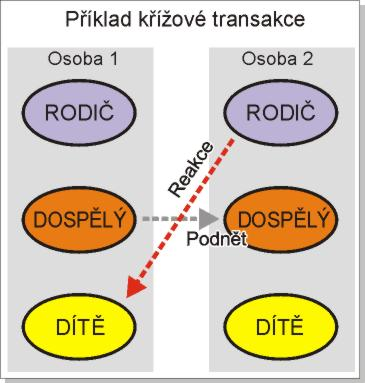 Příklad křížové transakce
Osoba 1
Osoba 2
RODIČ
RODIČ
Reakce
DOSPĚLÝ
DOSPĚLÝ
Podnět
DÍTĚ
DÍTĚ